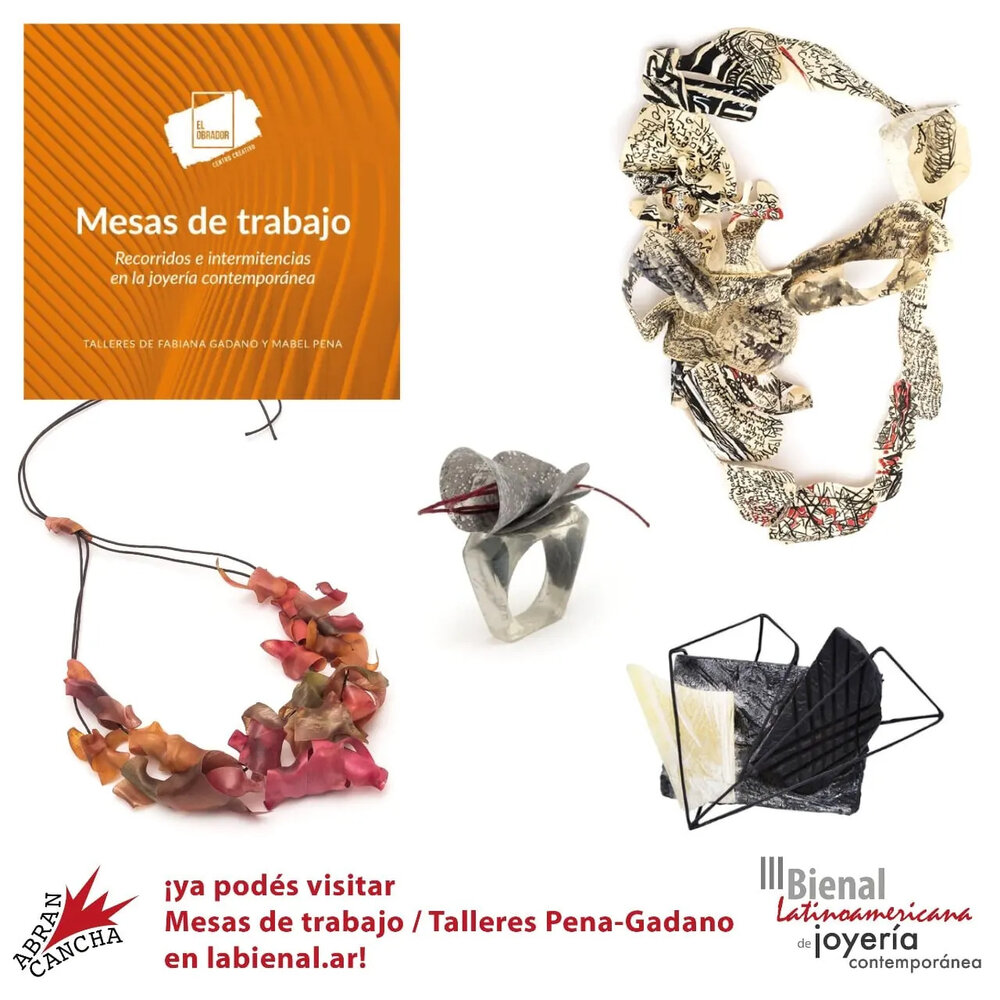 EL
OBRADOR
CENTRO CREATIVO
Mesas de trabajo
Recorridos e intermitencias
en la joyería contemporánea
TALLERES DE FABIANA GADANO Y MABEL PENA
ABRAN
CANCHA
¡ya podés visitar
Mesas de trabajo / Talleres Pena-Gadano
en labienal.ar!
III Bienal
Latinoamericana
de joyería
contemporánea